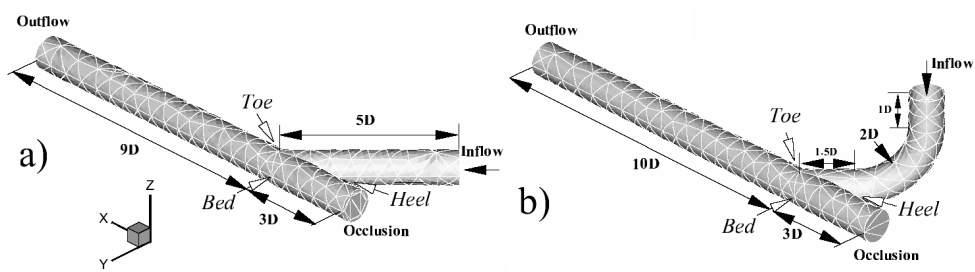 Outflow
Toe
5D
Inflow
a)
9D
Bed
3D
Heel
Occlusion
Z
X
Y
Outflow
Inflow
1D
Toe
2D
1-5D
10D
b)
Bed
3D
Heel
Occlusion